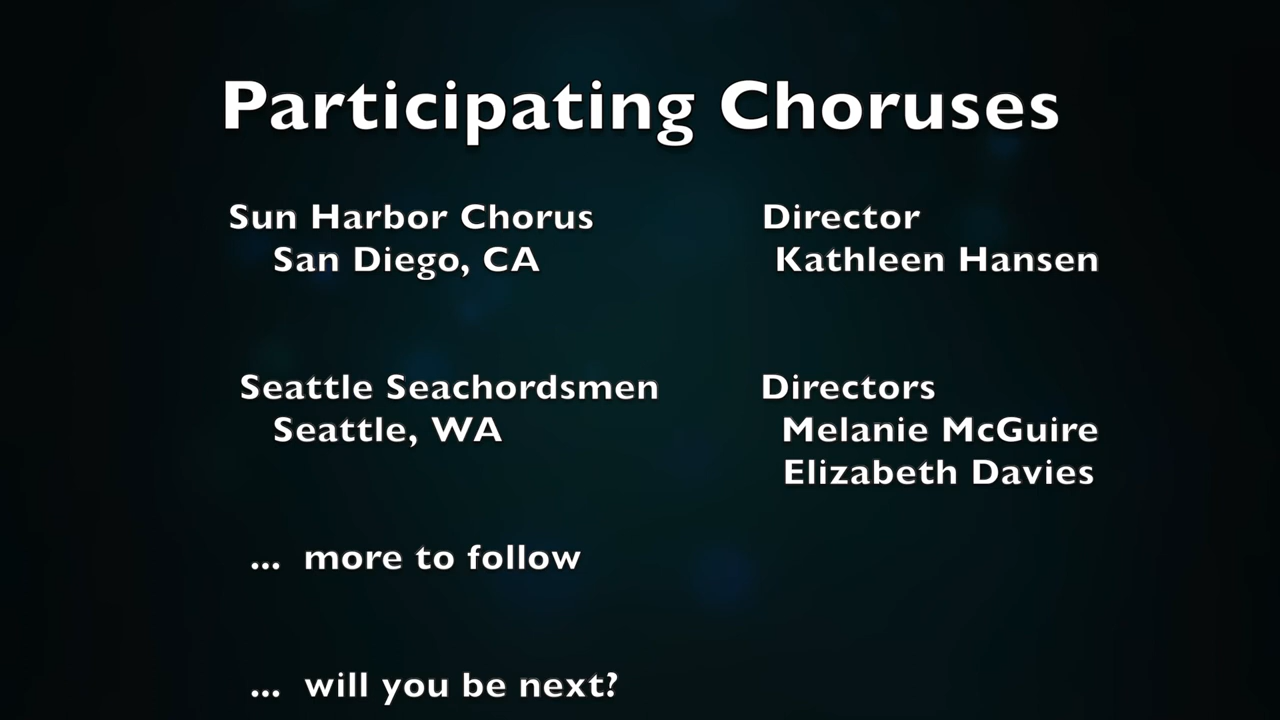 Participating Choruses
Sun Harbor Chorus Director
San Diego, CA Kathleen Hansen
Seattle Seachordsmen Directors
Seattle, WA Melanie McGuire
Elizabeth Davies
... more to follow
... will you be next?